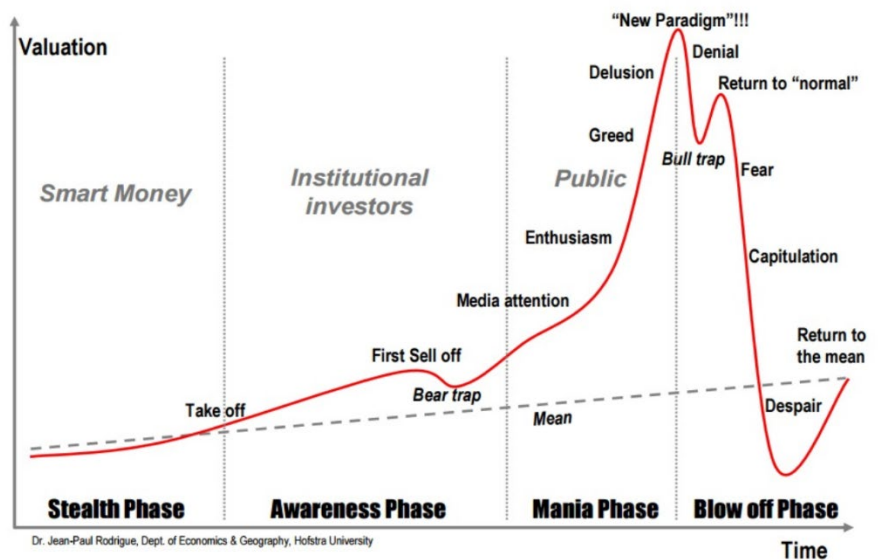 “New Paradigm”!!!
Valuation
Denial
Delusion
Return to “normal”
Greed
Bull trap
Fear
Smart Money
Institutional
investors
Public
Enthusiasm
Capitulation
Media attention
First Sell off
Bear trap
Return to
the mean
Take off
Mean
Despair
Stealth Phase
Awareness Phase
Mania Phase
Blow off Phase
Dr. Jean-Paul Rodrigue, Dept. of Economics & Geography, Hofstra University
Time